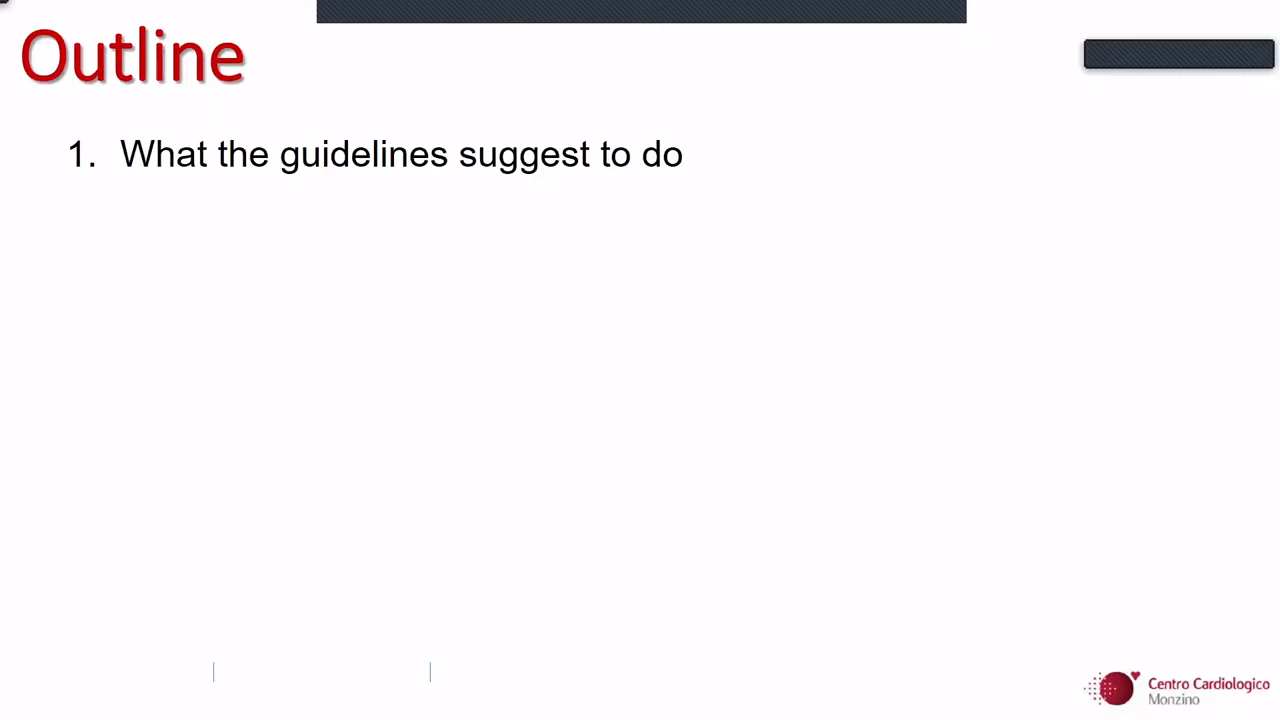 Outline
1. What the guidelines suggest to do
Centro Cardiologico
Monzino